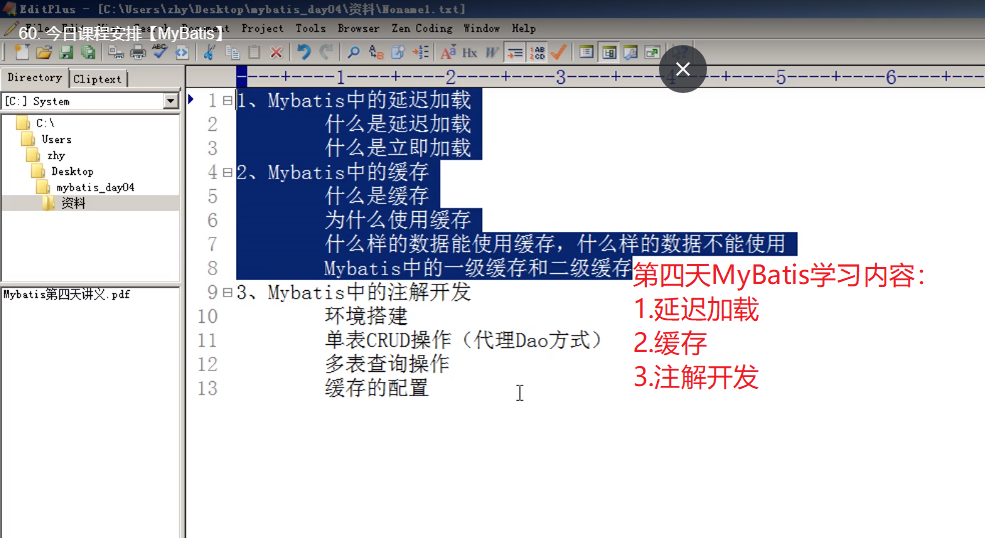 EditPlus - [C:\Users\zhy\Desktop\mybatis_day04\资料\Noname1.txt]
60. 今日课程安排【MyBatis】
Project Tools Browser Zen Coding Window Help
Directory Cliptext
[C:] System
C:\
Users
zhy
Desktop
mybatis_day04
资料
Mybatis第四天讲义.pdf
----+----1----+----2----+----3----+----4----+----5----+----6----+--
1 1、Mybatis中的延迟加载
2 什么是延迟加载
3 什么是立即加载
4 2、Mybatis中的缓存
5 什么是缓存
6 为什么使用缓存
7 什么样的数据能使用缓存，什么样的数据不能使用
8 Mybatis中的一级缓存和二级缓存
9 3、Mybatis中的注解开发
10 环境搭建
11 单表CRUD操作（代理Dao方式）
12 多表查询操作
13 缓存的配置
第四天MyBatis学习内容：
1.延迟加载
2.缓存
3.注解开发